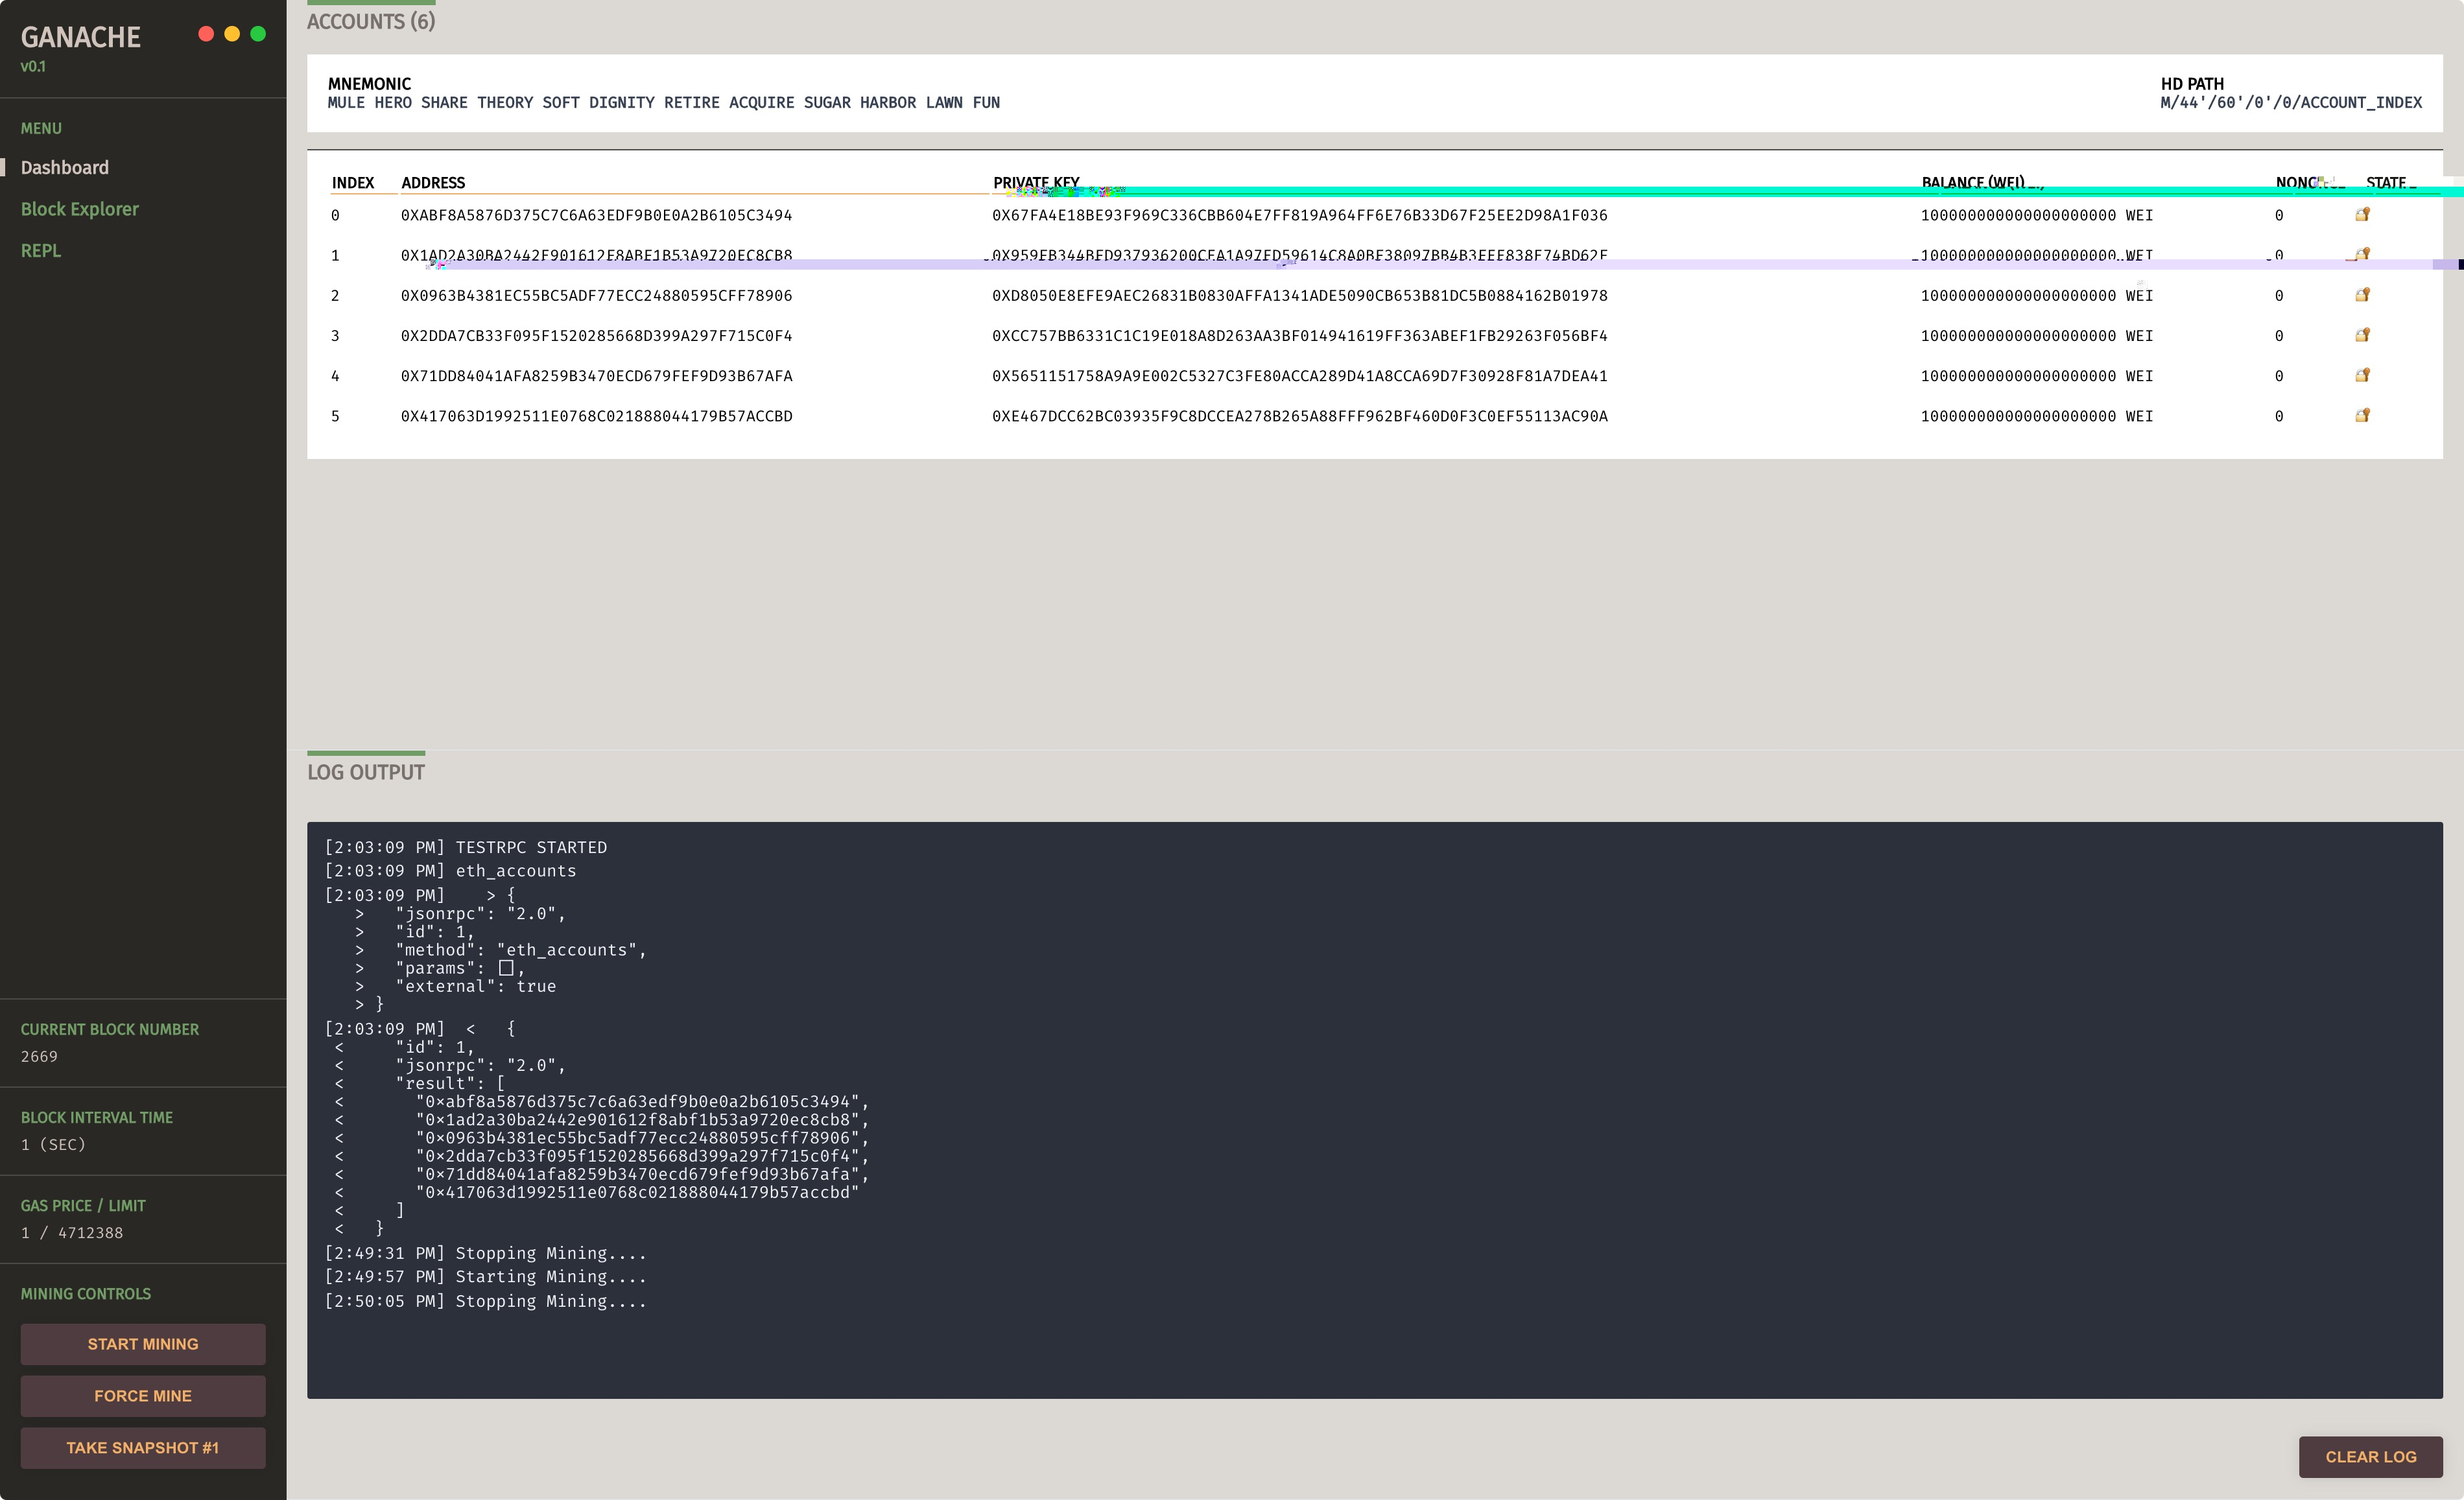 GANACHE
v0.1
MENU
Dashboard
Block Explorer
REPL
CURRENT BLOCK NUMBER
2669
BLOCK INTERVAL TIME
1 (SEC)
GAS PRICE / LIMIT
1 / 4712388
MINING CONTROLS
START MINING
FORCE MINE
TAKE SNAPSHOT #1
ACCOUNTS (6)
MNEMONIC
MULE HERO SHARE THEORY SOFT DIGNITY RETIRE ACQUIRE SUGAR HARBOR LAWN FUN
HD PATH
M/44'/60'/0'/0/ACCOUNT_INDEX
INDEX ADDRESS PRIVATE KEY BALANCE (WEI) NONCE STATE
0 0XABF8A5876D375C7C6A63EDF9B0E0A2B6105C3494 0X67FA4E18BE93F969C336CBB604E7FF819A964FF6E76B33D67F25EE2D98A1F036 100000000000000000000 WEI 0
1 0X1AD2A30BA2442E901612F8ABF1B53A9720EC8CB8 100000000000000000000 WEI 0
2 0X0963B4381EC55BC5ADF77ECC24880595CFF78906 0XD8050E8EFE9AEC26831B0830AFFA1341ADE5090CB653B81DC5B0884162B01978 100000000000000000000 WEI 0
3 0X2DDA7CB33F095F1520285668D399A297F715C0F4 0XCC757BB6331C1C19E018A8D263AA3BF014941619FF363ABEF1FB29263F056BF4 100000000000000000000 WEI 0
4 0X71DD84041AFA8259B3470ECD679FEF9D93B67AFA 0X5651151758A9A9E002C5327C3FE80ACCA289D41A8CCA69D7F30928F81A7DEA41 100000000000000000000 WEI 0
5 0X417063D1992511E0768C021888044179B57ACCBD 0XE467DCC62BC03935F9C8DCCEA278B265A88FFF962BF460D0F3C0EF55113AC90A 100000000000000000000 WEI 0
LOG OUTPUT
[2:03:09 PM] TESTRPC STARTED
[2:03:09 PM] eth_accounts
[2:03:09 PM]    > {
   >   "jsonrpc": "2.0",
   >   "id": 1,
   >   "method": "eth_accounts",
   >   "params": [],
   >   "external": true
   > }
[2:03:09 PM]  <   {
 <     "id": 1,
 <     "jsonrpc": "2.0",
 <     "result": [
 <       "0xabf8a5876d375c7c6a63edf9b0e0a2b6105c3494",
 <       "0x1ad2a30ba2442e901612f8abf1b53a9720ec8cb8",
 <       "0x0963b4381ec55bc5adf77ecc24880595cff78906",
 <       "0x2dda7cb33f095f1520285668d399a297f715c0f4",
 <       "0x71dd84041afa8259b3470ecd679fef9d93b67afa",
 <       "0x417063d1992511e0768c021888044179b57accbd"
 <     ]
 <   }
[2:49:31 PM] Stopping Mining....
[2:49:57 PM] Starting Mining....
[2:50:05 PM] Stopping Mining....
CLEAR LOG